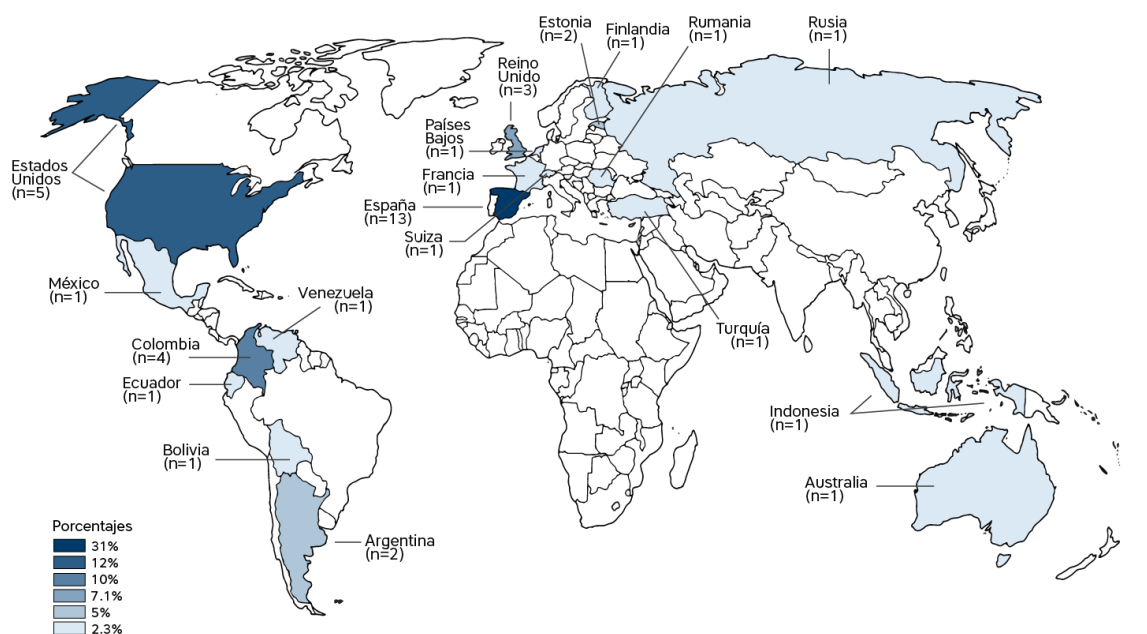 Estonia
(n=2)
Finlandia
(n=1)
Rumania
(n=1)
Rusia
(n=1)
Reino
Unido
(n=3)
Países
Bajos
(n=1)
Francia
(n=1)
España
(n=13)
Suiza
(n=1)
Estados
Unidos
(n=5)
México
(n=1)
Venezuela
(n=1)
Colombia
(n=4)
Ecuador
(n=1)
Turquía
(n=1)
Indonesia
(n=1)
Bolivia
(n=1)
Australia
(n=1)
Argentina
(n=2)
Porcentajes
31%
12%
10%
7.1%
5%
2.3%